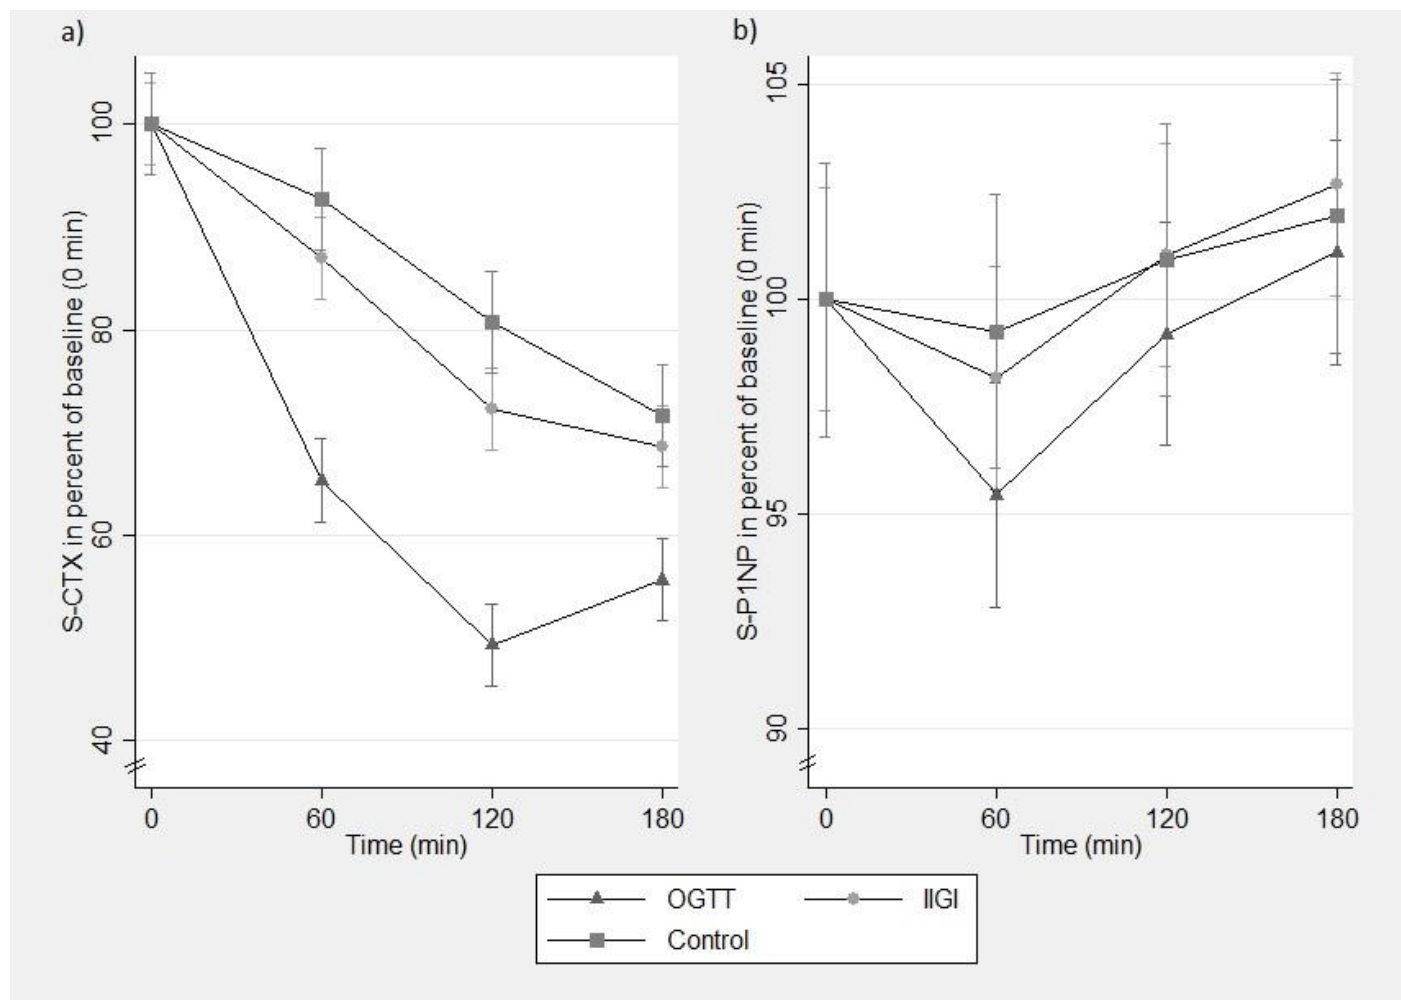 a)
S-CTX in percent of baseline (0 min)
100
80
60
40
0 60 120 180
Time (min)
b)
S-P1NP in percent of baseline (0 min)
105
100
95
90
0 60 120 180
Time (min)
OGTT IIGI
Control